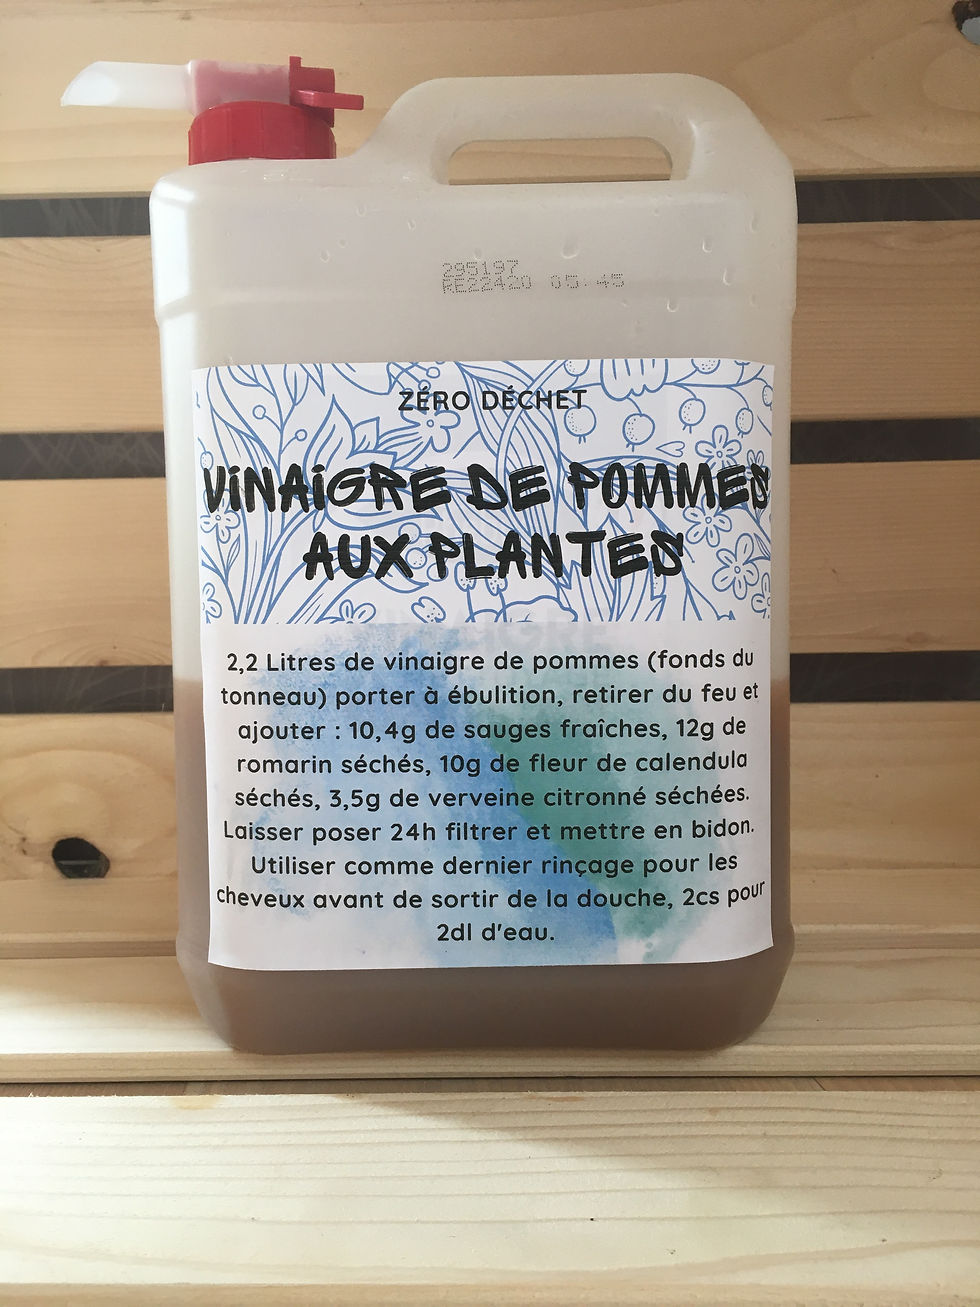 295197
RE22420 05:45
ZÉRO DÉCHET
VINAIGRE DE POMMES
AUX PLANTES
VINAIGRE
2,2 Litres de vinaigre de pommes (fonds du
tonneau) porter à ébulition, retirer du feu et
ajouter : 10,4g de sauges fraîches, 12g de
romarin séchés, 10g de fleur de calendula
séchés, 3,5g de verveine citronné séchées.
Laisser poser 24h filtrer et mettre en bidon.
Utiliser comme dernier rinçage pour les
cheveux avant de sortir de la douche, 2cs pour
2dl d'eau.